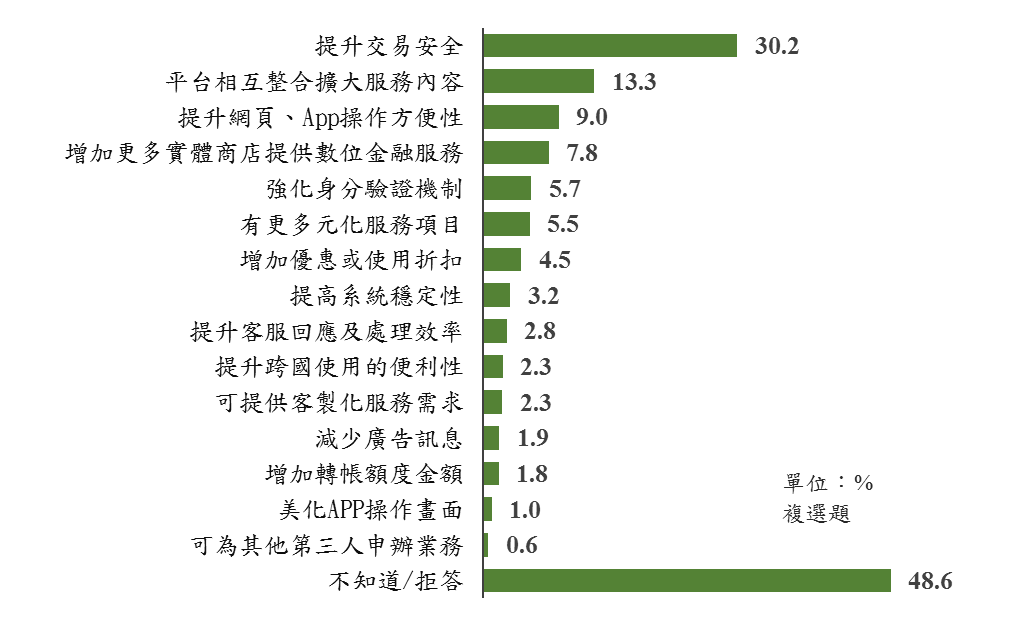 提升交易安全 30.2
平台相互整合擴大服務內容 13.3
提升網頁、App操作方便性 9.0
增加更多實體商店提供數位金融服務 7.8
強化身分驗證機制 5.7
有更多元化服務項目 5.5
增加優惠或使用折扣 4.5
提高系統穩定性 3.2
提升客服回應及處理效率 2.8
提升跨國使用的便利性 2.3
可提供客製化服務需求 2.3
減少廣告訊息 1.9
增加轉帳額度金額 1.8
美化APP操作畫面 1.0
可為其他第三人申辦業務 0.6
不知道/拒答 48.6
單位：%
複選題